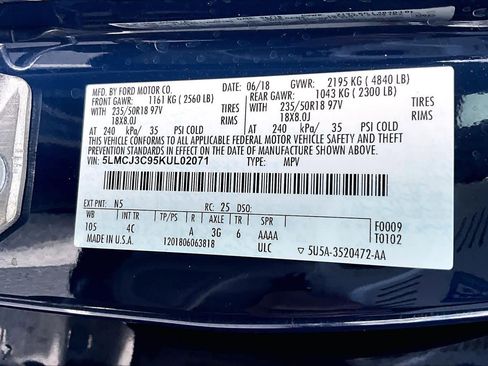 MFD. BY FORD MOTOR CO. DATE: 06/18 GVWR: 2195 KG ( 4840 LB)
FRONT GAWR: 1161 KG ( 2560 LB) REAR GAWR: 1043 KG ( 2300 LB)
235/50R18 97V TIRES 235/50R18 97V TIRES
18X8.0J RIMS 18X8.0J RIMS
AT 240 kPa/ 35 PSI COLD AT 240 kPa/ 35 PSI COLD
THIS VEHICLE CONFORMS TO ALL APPLICABLE FEDERAL MOTOR VEHICLE SAFETY AND THEFT
PREVENTION STANDARDS IN EFFECT ON THE DATE OF MANUFACTURE SHOWN ABOVE.
VIN: 5LMCJ3C95KUL02071 TYPE: MPV
EXT PNT: N5 RC: 25 DSO:
WB INT TR TP/PS R AXLE TR SPR F0009
105 4C A 3G 6 AAAA T0102
MADE IN U.S.A. 1201806063818 ULC ▽ 5U5A-3520472-AA